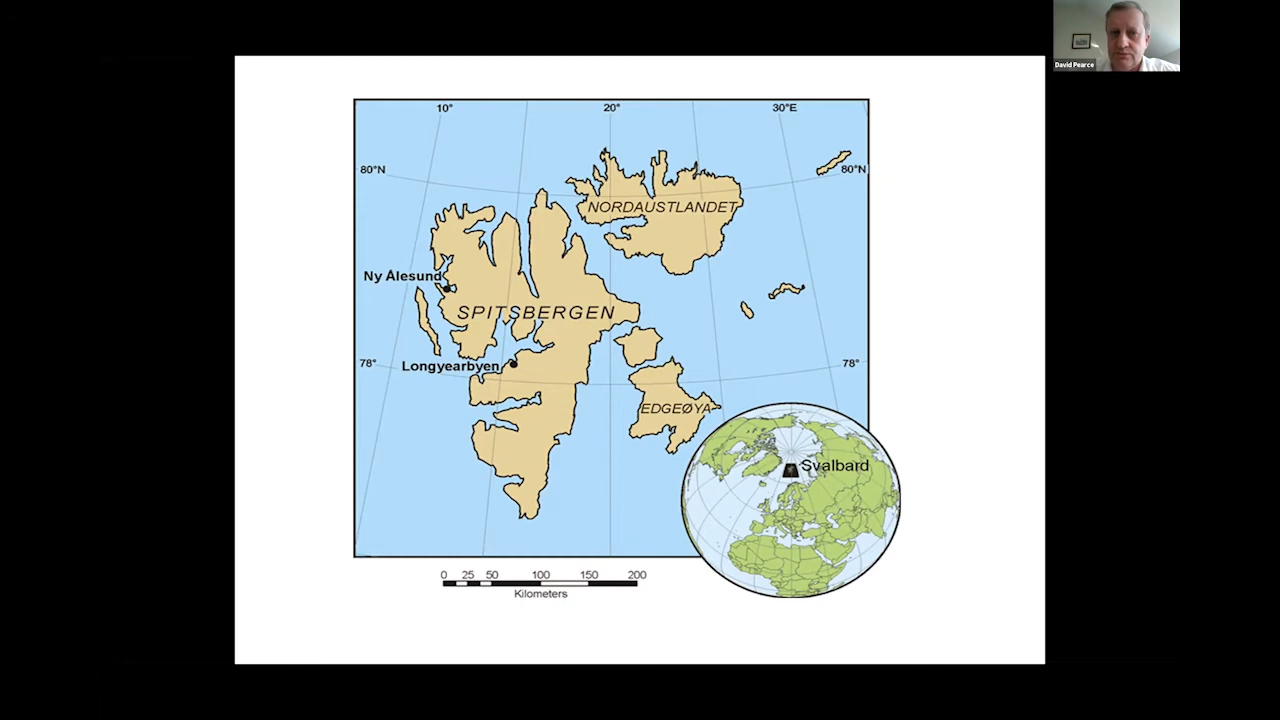 David Pearce
10° 20° 30°E
80°N 80°N
NORDAUSTLANDET
Ny Ålesund
SPITSBERGEN
78° 78°
Longyearbyen
EDGEØYA
Svalbard
0 25 50 100 150 200
Kilometers